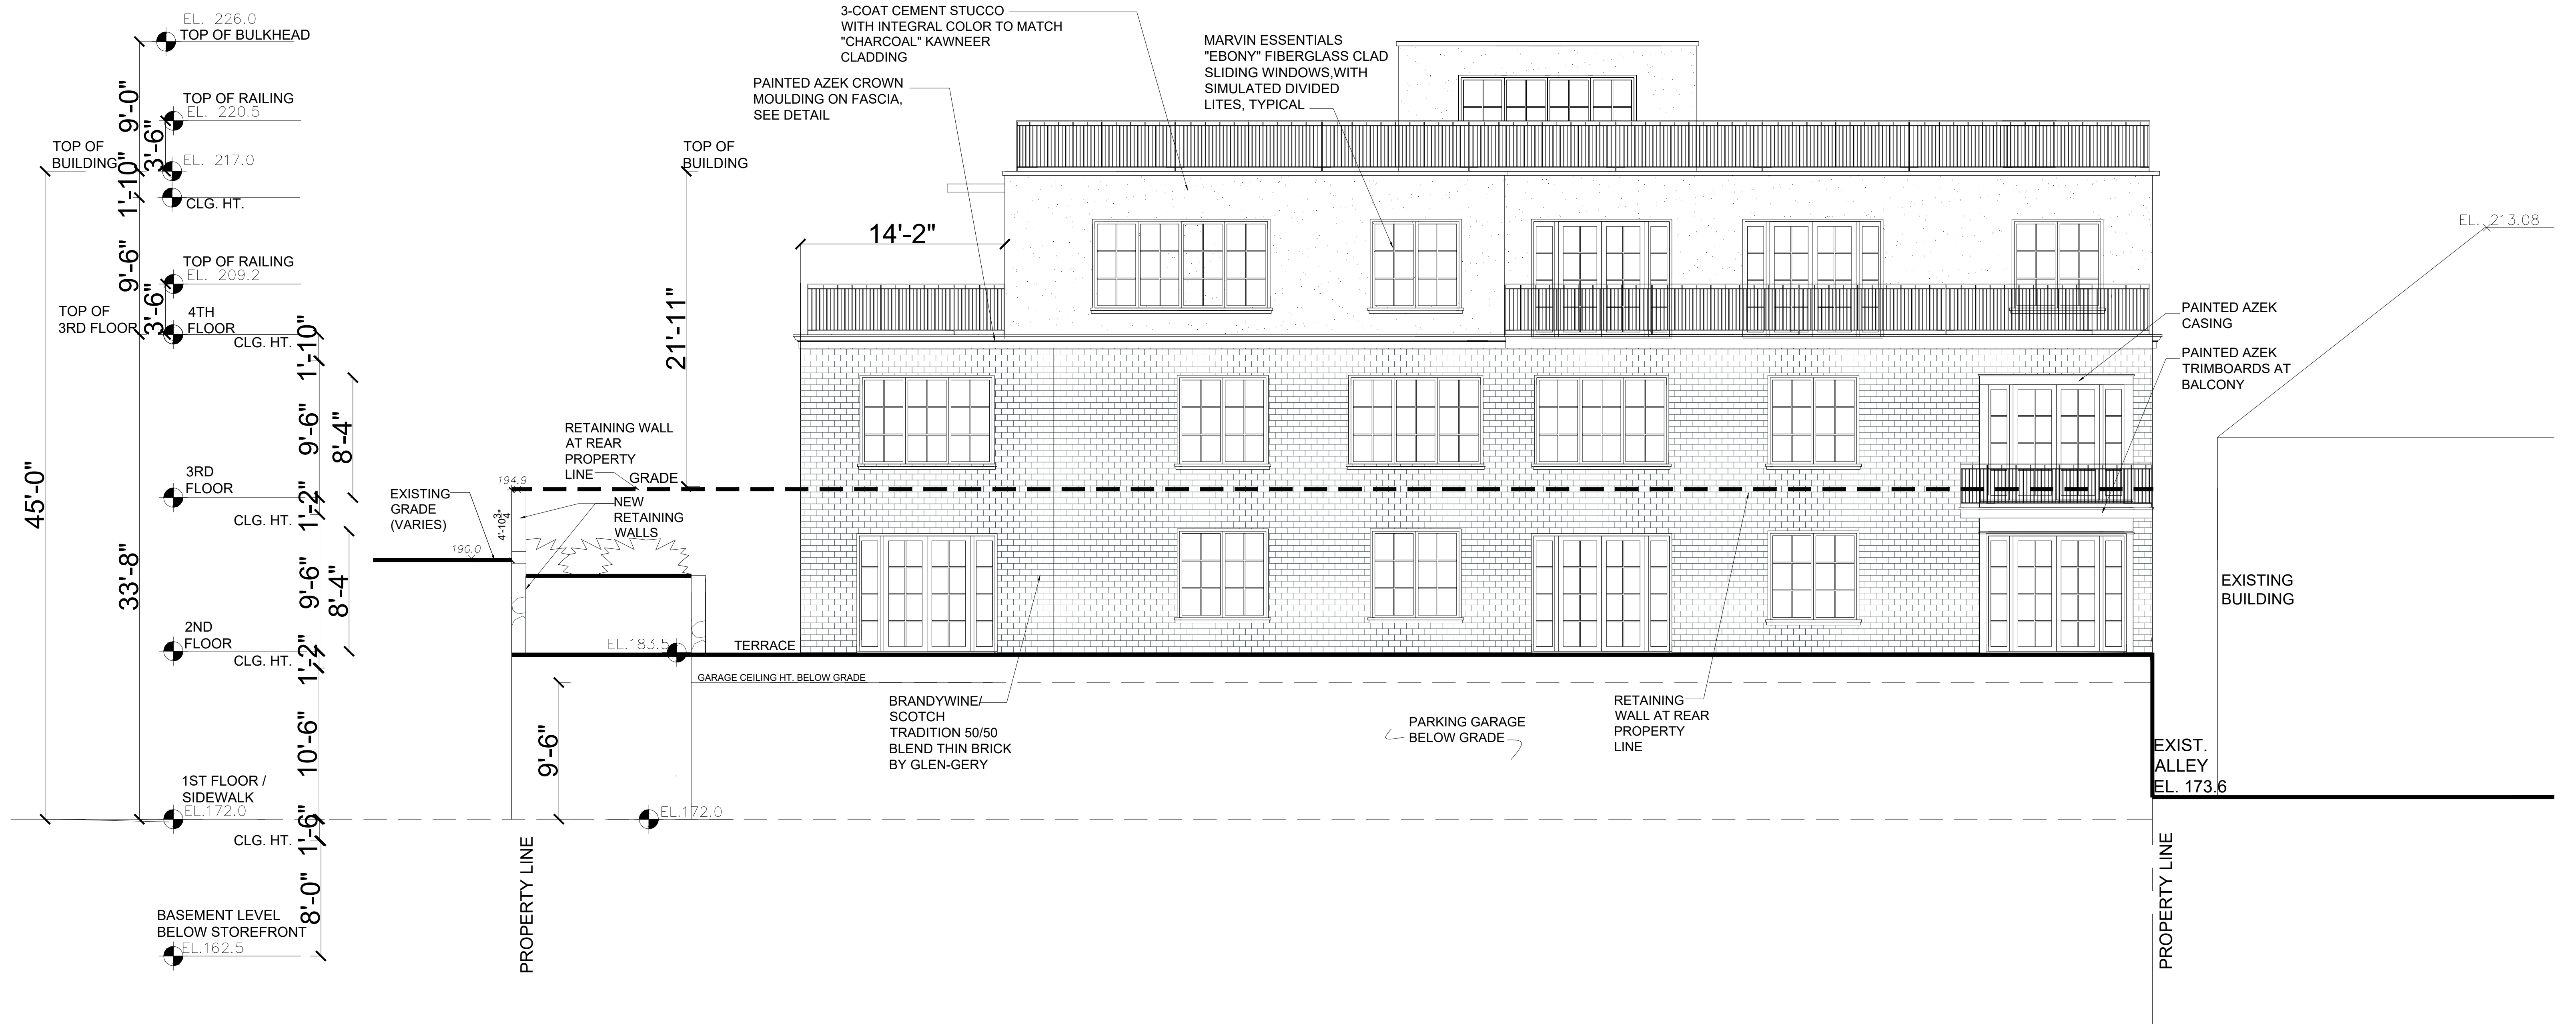 EL. 226.0
TOP OF BULKHEAD
9'-0"
TOP OF RAILING
EL. 220.5
3'-6"
TOP OF
BUILDING
EL. 217.0
1'-10"
CLG. HT.
9'-6"
TOP OF RAILING
EL. 209.2
3'-6"
TOP OF
3RD FLOOR
4TH
FLOOR
CLG. HT.
1'-10"
9'-6"
8'-4"
3RD
FLOOR
CLG. HT.
1'-2"
45'-0"
33'-8"
9'-6"
8'-4"
2ND
FLOOR
CLG. HT.
1'-2"
10'-6"
1ST FLOOR /
SIDEWALK
EL.172.0
CLG. HT.
1'-6"
8'-0"
BASEMENT LEVEL
BELOW STOREFRONT
EL.162.5
3-COAT CEMENT STUCCO
WITH INTEGRAL COLOR TO MATCH
"CHARCOAL" KAWNEER
CLADDING
PAINTED AZEK CROWN
MOULDING ON FASCIA,
SEE DETAIL
MARVIN ESSENTIALS
"EBONY" FIBERGLASS CLAD
SLIDING WINDOWS,WITH
SIMULATED DIVIDED
LITES, TYPICAL
TOP OF
BUILDING
14'-2"
21'-11"
RETAINING WALL
AT REAR
PROPERTY
LINE
GRADE
194.9
EXISTING
GRADE
(VARIES)
NEW
RETAINING
WALLS
4'-10 3/4"
190.0
EL.183.5
TERRACE
GARAGE CEILING HT. BELOW GRADE
9'-6"
EL.172.0
PROPERTY LINE
BRANDYWINE/
SCOTCH
TRADITION 50/50
BLEND THIN BRICK
BY GLEN-GERY
PARKING GARAGE
BELOW GRADE
RETAINING
WALL AT REAR
PROPERTY
LINE
EL. 213.08
PAINTED AZEK
CASING
PAINTED AZEK
TRIMBOARDS AT
BALCONY
EXISTING
BUILDING
EXIST.
ALLEY
EL. 173.6
PROPERTY LINE